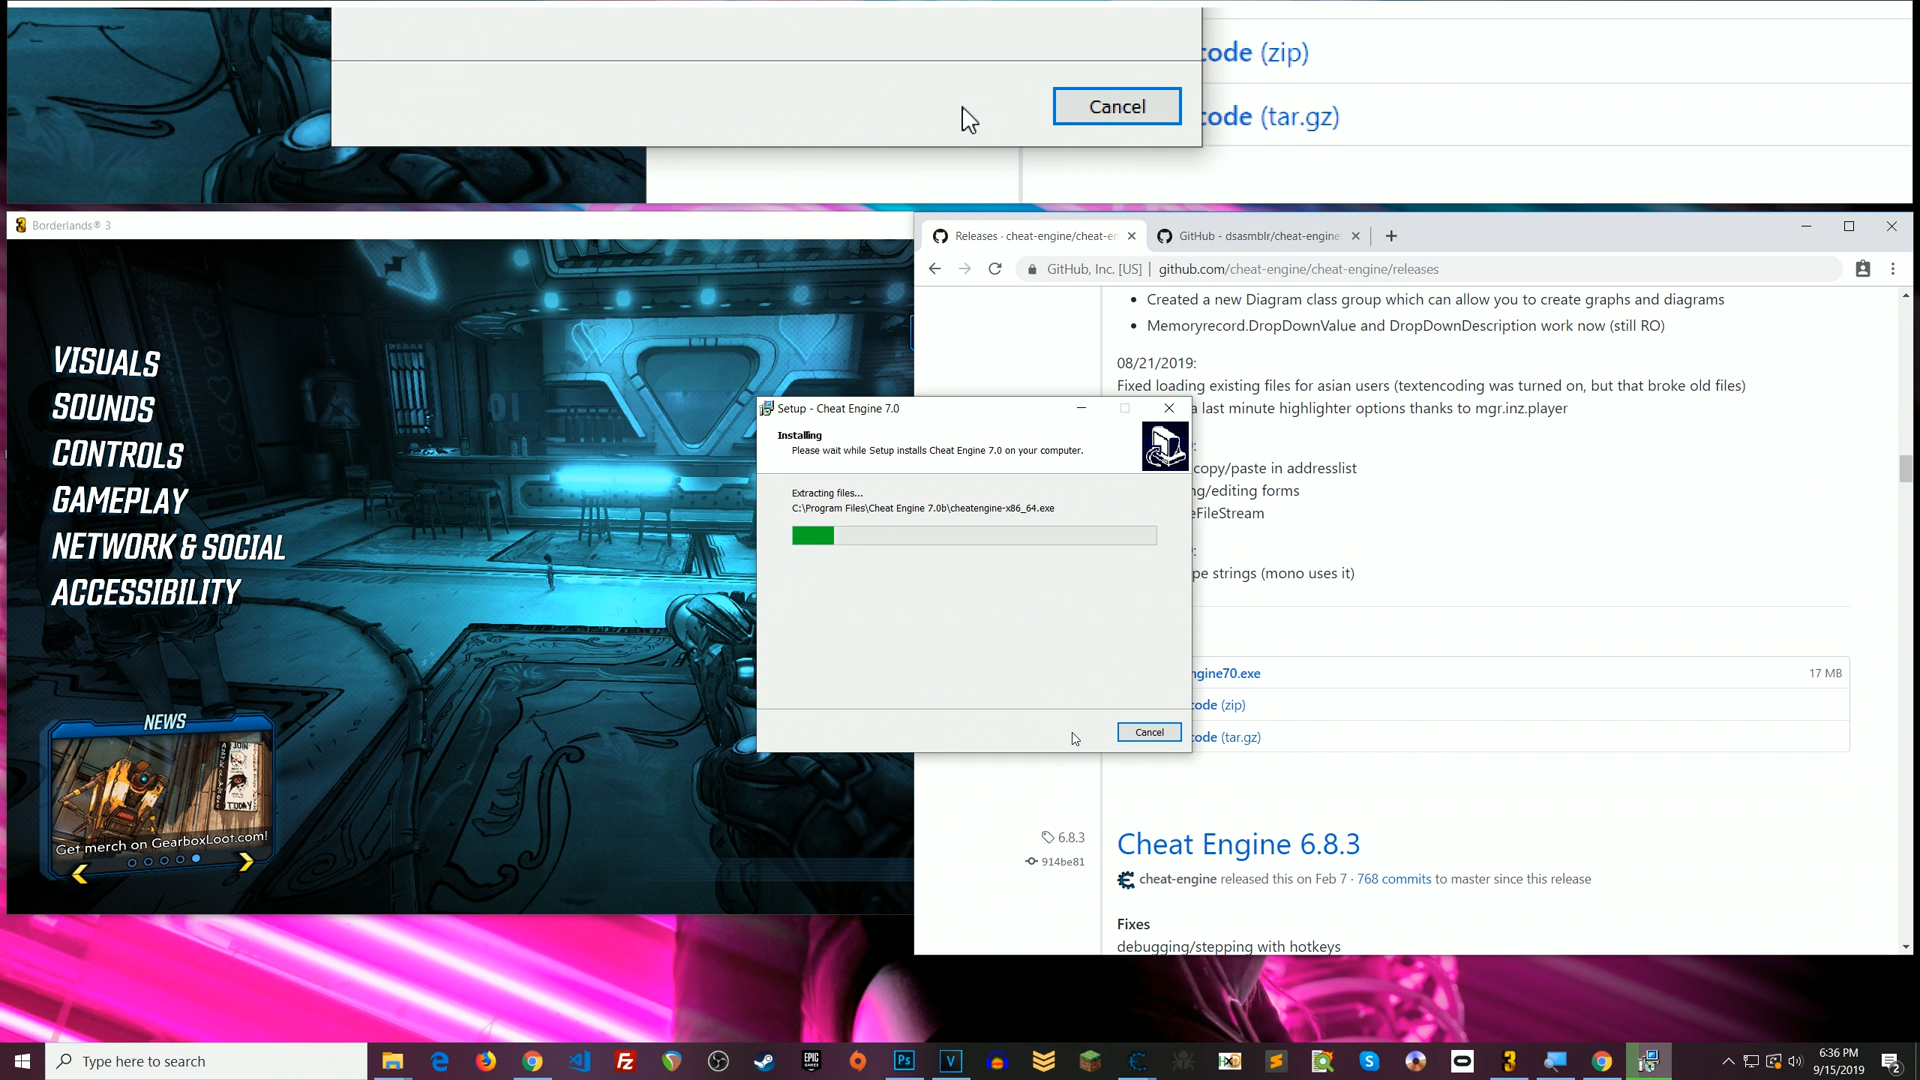 code (zip)
Cancel
code (tar.gz)
Borderlands® 3
VISUALS
SOUNDS
CONTROLS
GAMEPLAY
NETWORK & SOCIAL
ACCESSIBILITY
NEWS
JOIN
TODAY
Get merch on GearboxLoot.com!
Releases · cheat-engine/cheat-en
GitHub - dsasmblr/cheat-engine
GitHub, Inc. [US] | github.com/cheat-engine/cheat-engine/releases
Created a new Diagram class group which can allow you to create graphs and diagrams
Memoryrecord.DropDownValue and DropDownDescription work now (still RO)
08/21/2019:
Fixed loading existing files for asian users (textencoding was turned on, but that broke old files)
a last minute highlighter options thanks to mgr.inz.player
copy/paste in addresslist
ng/editing forms
eFileStream
pe strings (mono uses it)
ngine70.exe
17 MB
code (zip)
code (tar.gz)
Setup - Cheat Engine 7.0
Installing
Please wait while Setup installs Cheat Engine 7.0 on your computer.
Extracting files...
C:\Program Files\Cheat Engine 7.0b\cheatengine-x86_64.exe
Cancel
6.8.3
914be81
Cheat Engine 6.8.3
cheat-engine released this on Feb 7 · 768 commits to master since this release
Fixes
debugging/stepping with hotkeys
Type here to search
EPIC GAMES
Ps
V
6:36 PM
9/15/2019
2